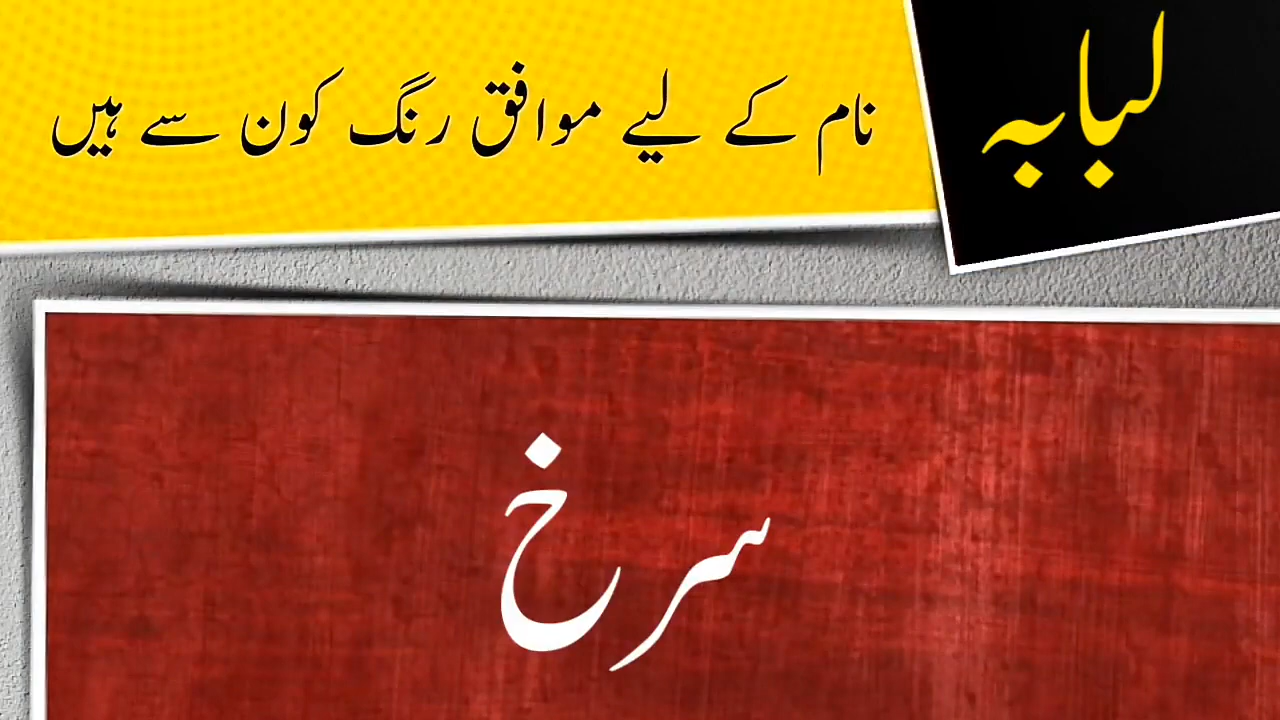 لبابہ
نام کے لیے موافق رنگ کون سے ہیں
سرخ